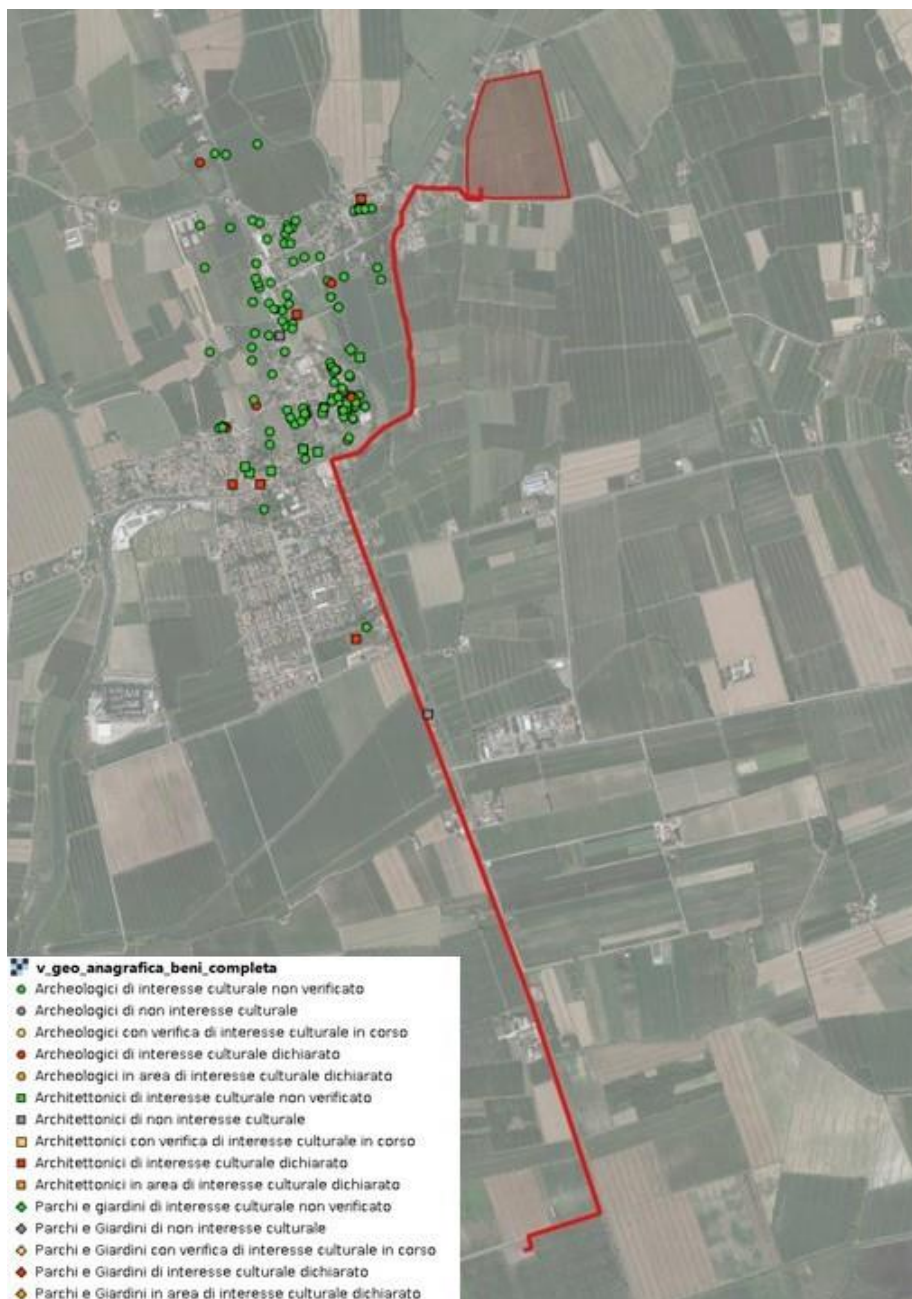 v_geo_anagrafica_beni_completa
Archeologici di interesse culturale non verificato
Archeologici di non interesse culturale
Archeologici con verifica di interesse culturale in corso
Archeologici di interesse culturale dichiarato
Archeologici in area di interesse culturale dichiarato
Architettonici di interesse culturale non verificato
Architettonici di non interesse culturale
Architettonici con verifica di interesse culturale in corso
Architettonici di interesse culturale dichiarato
Architettonici in area di interesse culturale dichiarato
Parchi e giardini di interesse culturale non verificato
Parchi e Giardini di non interesse culturale
Parchi e Giardini con verifica di interesse culturale in corso
Parchi e Giardini di interesse culturale dichiarato
Parchi e Giardini in area di interesse culturale dichiarato